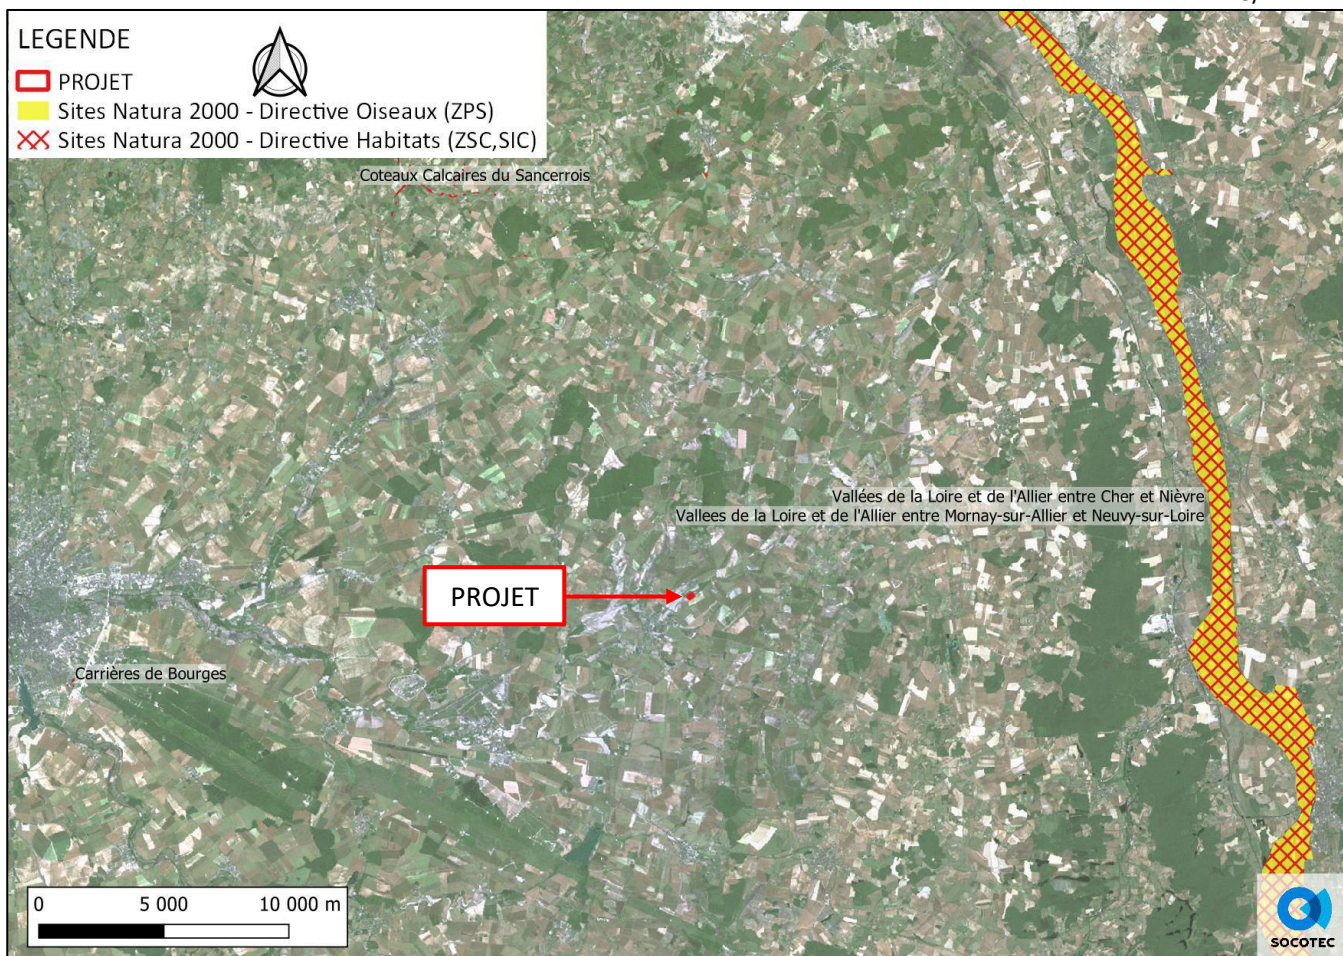 LEGENDE
PROJET
Sites Natura 2000 - Directive Oiseaux (ZPS)
Sites Natura 2000 - Directive Habitats (ZSC,SIC)
Coteaux Calcaires du Sancerrois
Vallées de la Loire et de l'Allier entre Cher et Nièvre
Vallees de la Loire et de l'Allier entre Mornay-sur-Allier et Neuvy-sur-Loire
PROJET
Carrières de Bourges
0 5 000 10 000 m
SOCOTEC